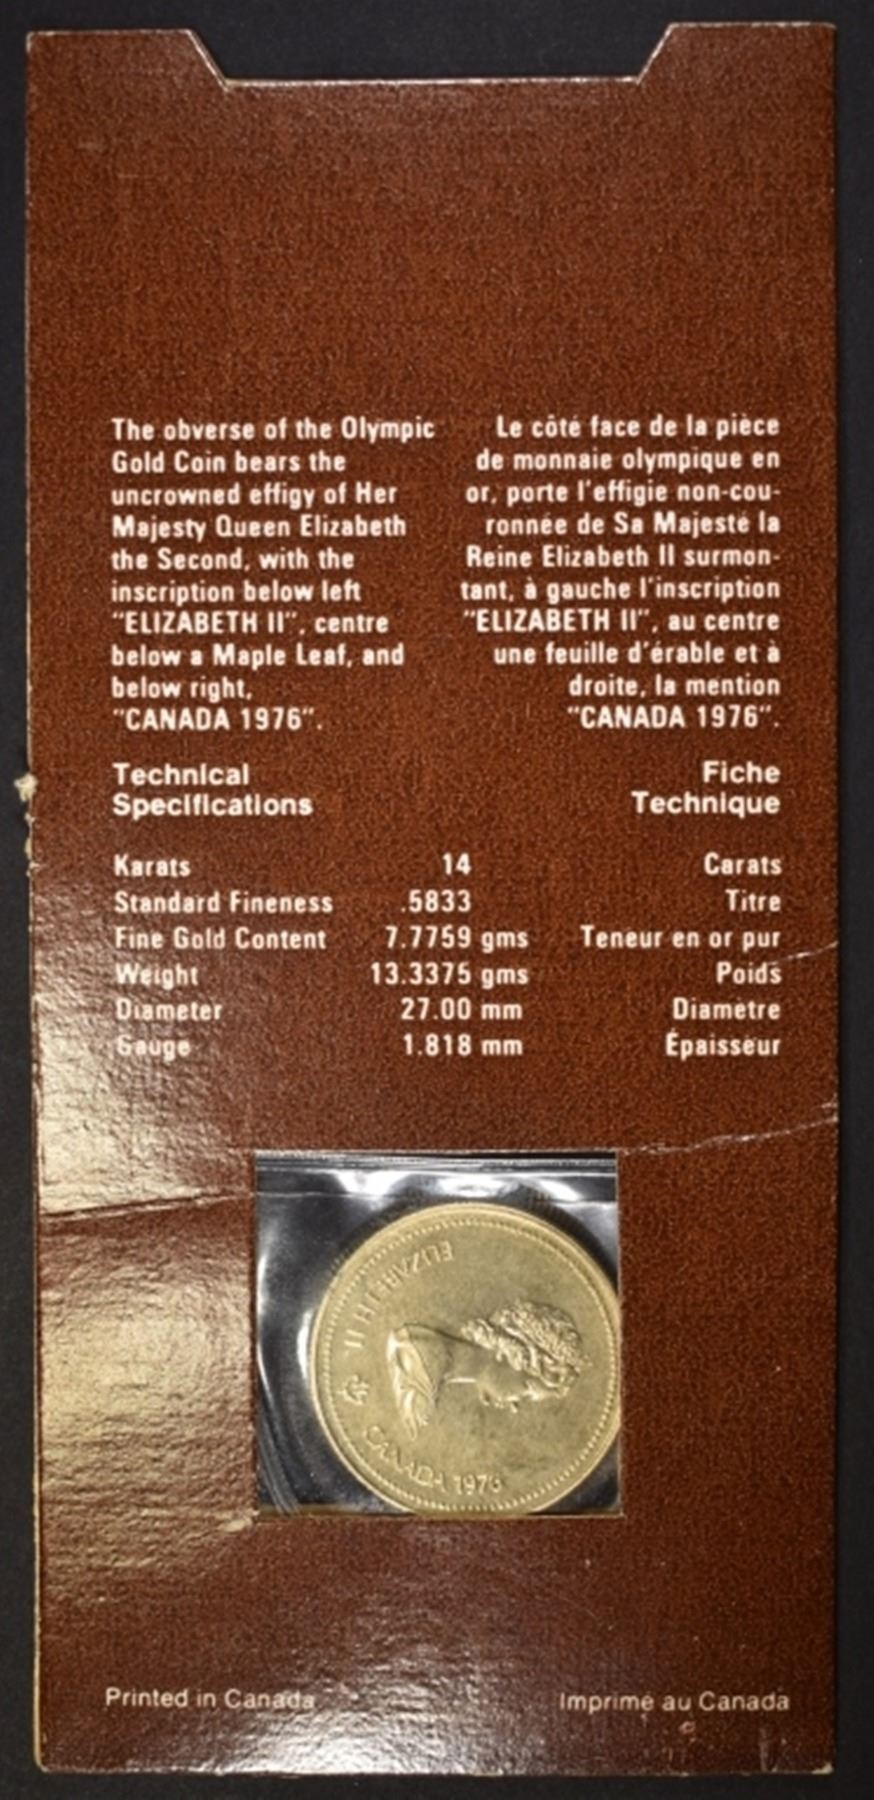 The obverse of the Olympic
Gold Coin bears the
uncrowned effigy of Her
Majesty Queen Elizabeth
the Second, with the
inscription below left
"ELIZABETH II", centre
below a Maple Leaf, and
below right,
"CANADA 1976".
Le côté face de la pièce
de monnaie olympique en
or, porte l'effigie non-cou-
ronnée de Sa Majesté la
Reine Elizabeth II surmon-
tant, à gauche l'inscription
"ELIZABETH II", au centre
une feuille d'érable et à
droite, la mention
"CANADA 1976".
Technical
Specifications
Fiche
Technique
Karats 14 Carats
Standard Fineness .5833 Titre
Fine Gold Content 7.7759 gms Teneur en or pur
Weight 13.3375 gms Poids
Diameter 27.00 mm Diamètre
Gauge 1.818 mm Épaisseur
ELIZABETH II
CANADA 1976
Printed in Canada
Imprimé au Canada